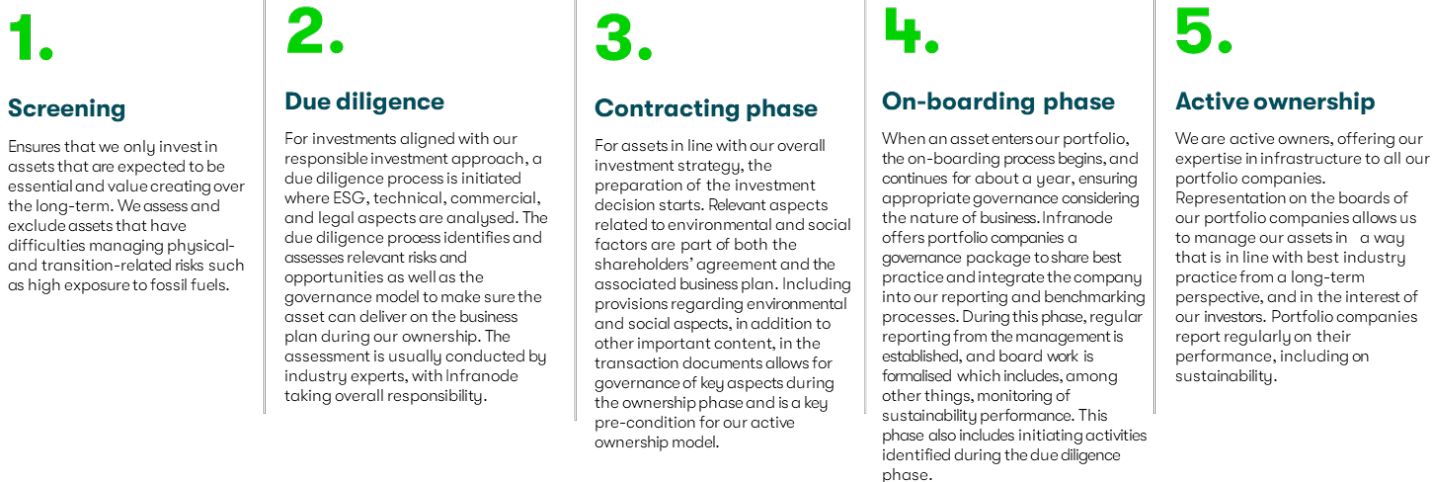 1.
Screening
Ensures that we only invest in
assets that are expected to be
essential and value creating over
the long-term. We assess and
exclude assets that have
difficulties managing physical-
and transition-related risks such
as high exposure to fossil fuels.
2.
Due diligence
For investments aligned with our
responsible investment approach, a
due diligence process is initiated
where ESG, technical, commercial,
and legal aspects are analysed. The
due diligence process identifies and
assesses relevant risks and
opportunities as well as the
governance model to make sure the
asset can deliver on the business
plan during our ownership. The
assessment is usually conducted by
industry experts, with Infranode
taking overall responsibility.
3.
Contracting phase
For assets in line with our overall
investment strategy, the
preparation of the investment
decision starts. Relevant aspects
related to environmental and social
factors are part of both the
shareholders’ agreement and the
associated business plan. Including
provisions regarding environmental
and social aspects, in addition to
other important content, in the
transaction documents allows for
governance of key aspects during
the ownership phase and is a key
pre-condition for our active
ownership model.
4.
On-boarding phase
When an asset enters our portfolio,
the on-boarding process begins, and
continues for about a year, ensuring
appropriate governance considering
the nature of business. Infranode
offers portfolio companies a
governance package to share best
practice and integrate the company
into our reporting and benchmarking
processes. During this phase, regular
reporting from the management is
established, and board work is
formalised which includes, among
other things, monitoring of
sustainability performance. This
phase also includes initiating activities
identified during the due diligence
phase.
5.
Active ownership
We are active owners, offering our
expertise in infrastructure to all our
portfolio companies.
Representation on the boards of
our portfolio companies allows us
to manage our assets in a way
that is in line with best industry
practice from a long-term
perspective, and in the interest of
our investors. Portfolio companies
report regularly on their
performance, including on
sustainability.